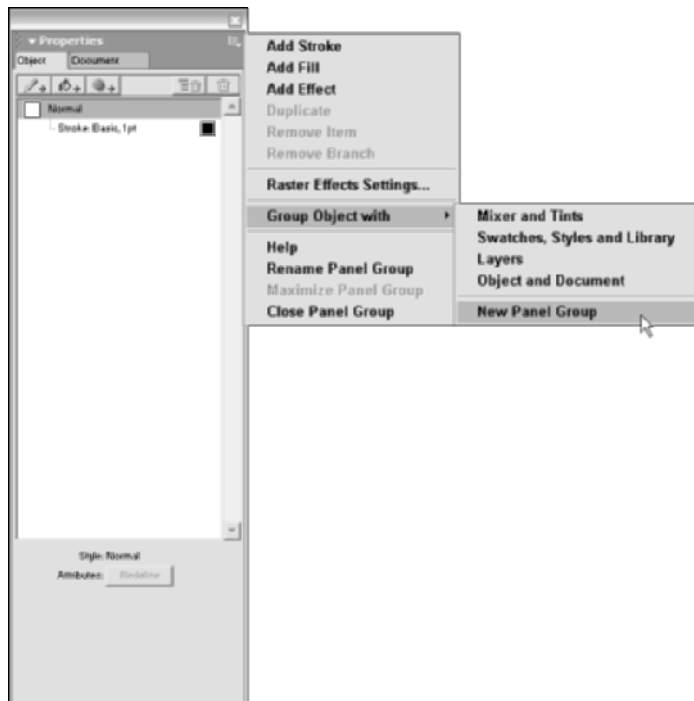 Properties
Object Document
Normal
Stroke: Basic, 1pt
Style: Normal
Attributes: Redefine
Add Stroke
Add Fill
Add Effect
Duplicate
Remove Item
Remove Branch
Raster Effects Settings...
Group Object with
Help
Rename Panel Group
Maximize Panel Group
Close Panel Group
Mixer and Tints
Swatches, Styles and Library
Layers
Object and Document
New Panel Group